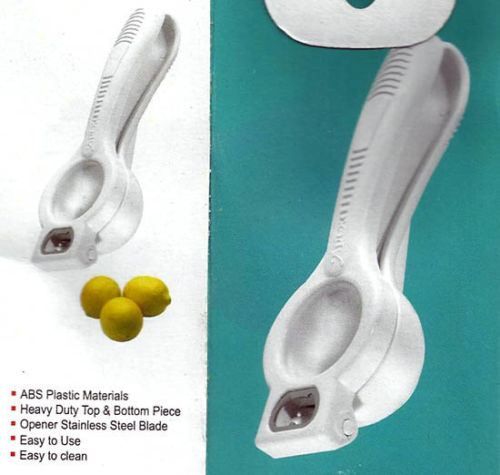 ABS Plastic Materials
Heavy Duty Top & Bottom Piece
Opener Stainless Steel Blade
Easy to Use
Easy to clean